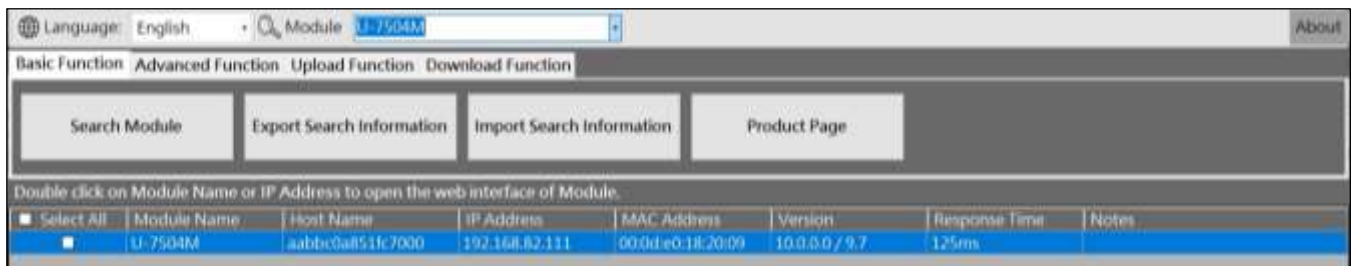 Language: English Module U-7504M About
Basic Function Advanced Function Upload Function Download Function
Search Module Export Search Information Import Search Information Product Page
Double click on Module Name or IP Address to open the web interface of Module.
Select All Module Name Host Name IP Address MAC Address Version Response Time Notes
U-7504M aabbc0a851fc7000 192.168.82.111 00:0d:e0:18:20:09 10.0.0.0 / 9.7 125ms